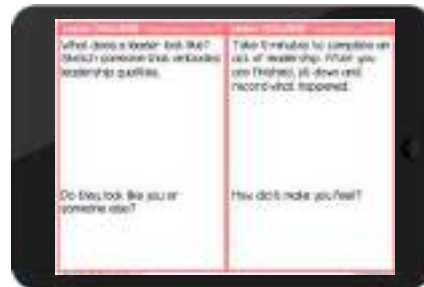 What does a leader look like?
Sketch someone that embodies
leadership qualities.
Do they look like you or
someone else?
Take 5 minutes to complete an
act of leadership. When you
are finished, sit down and
record what happened.
How did it make you feel?